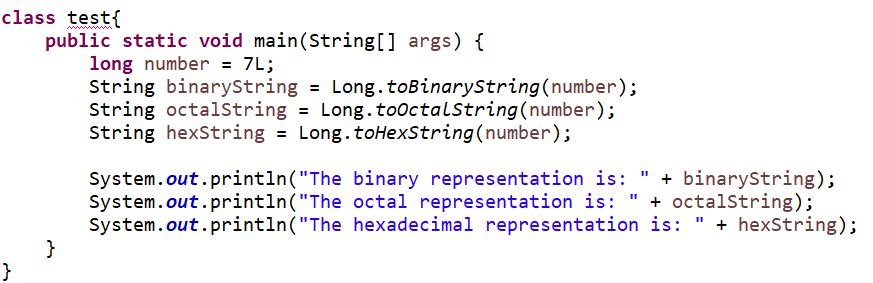 class test{
    public static void main(String[] args) {
        long number = 7L;
        String binaryString = Long.toBinaryString(number);
        String octalString = Long.toOctalString(number);
        String hexString = Long.toHexString(number);

        System.out.println("The binary representation is: " + binaryString);
        System.out.println("The octal representation is: " + octalString);
        System.out.println("The hexadecimal representation is: " + hexString);
    }
}